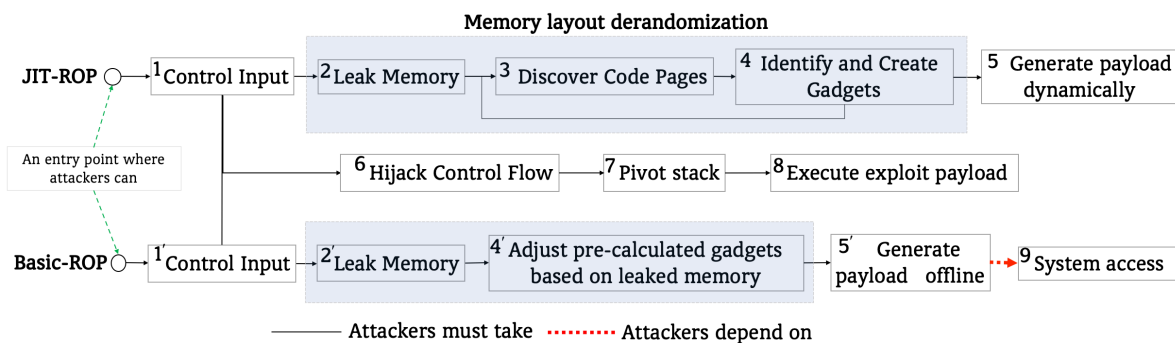 Memory layout derandomization
JIT-ROP
1 Control Input
2 Leak Memory
3 Discover Code Pages
4 Identify and Create
Gadgets
5 Generate payload
dynamically
An entry point where
attackers can
6 Hijack Control Flow
7 Pivot stack
8 Execute exploit payload
Basic-ROP
1' Control Input
2' Leak Memory
4' Adjust pre-calculated gadgets
based on leaked memory
5' Generate
payload offline
9 System access
Attackers must take
Attackers depend on